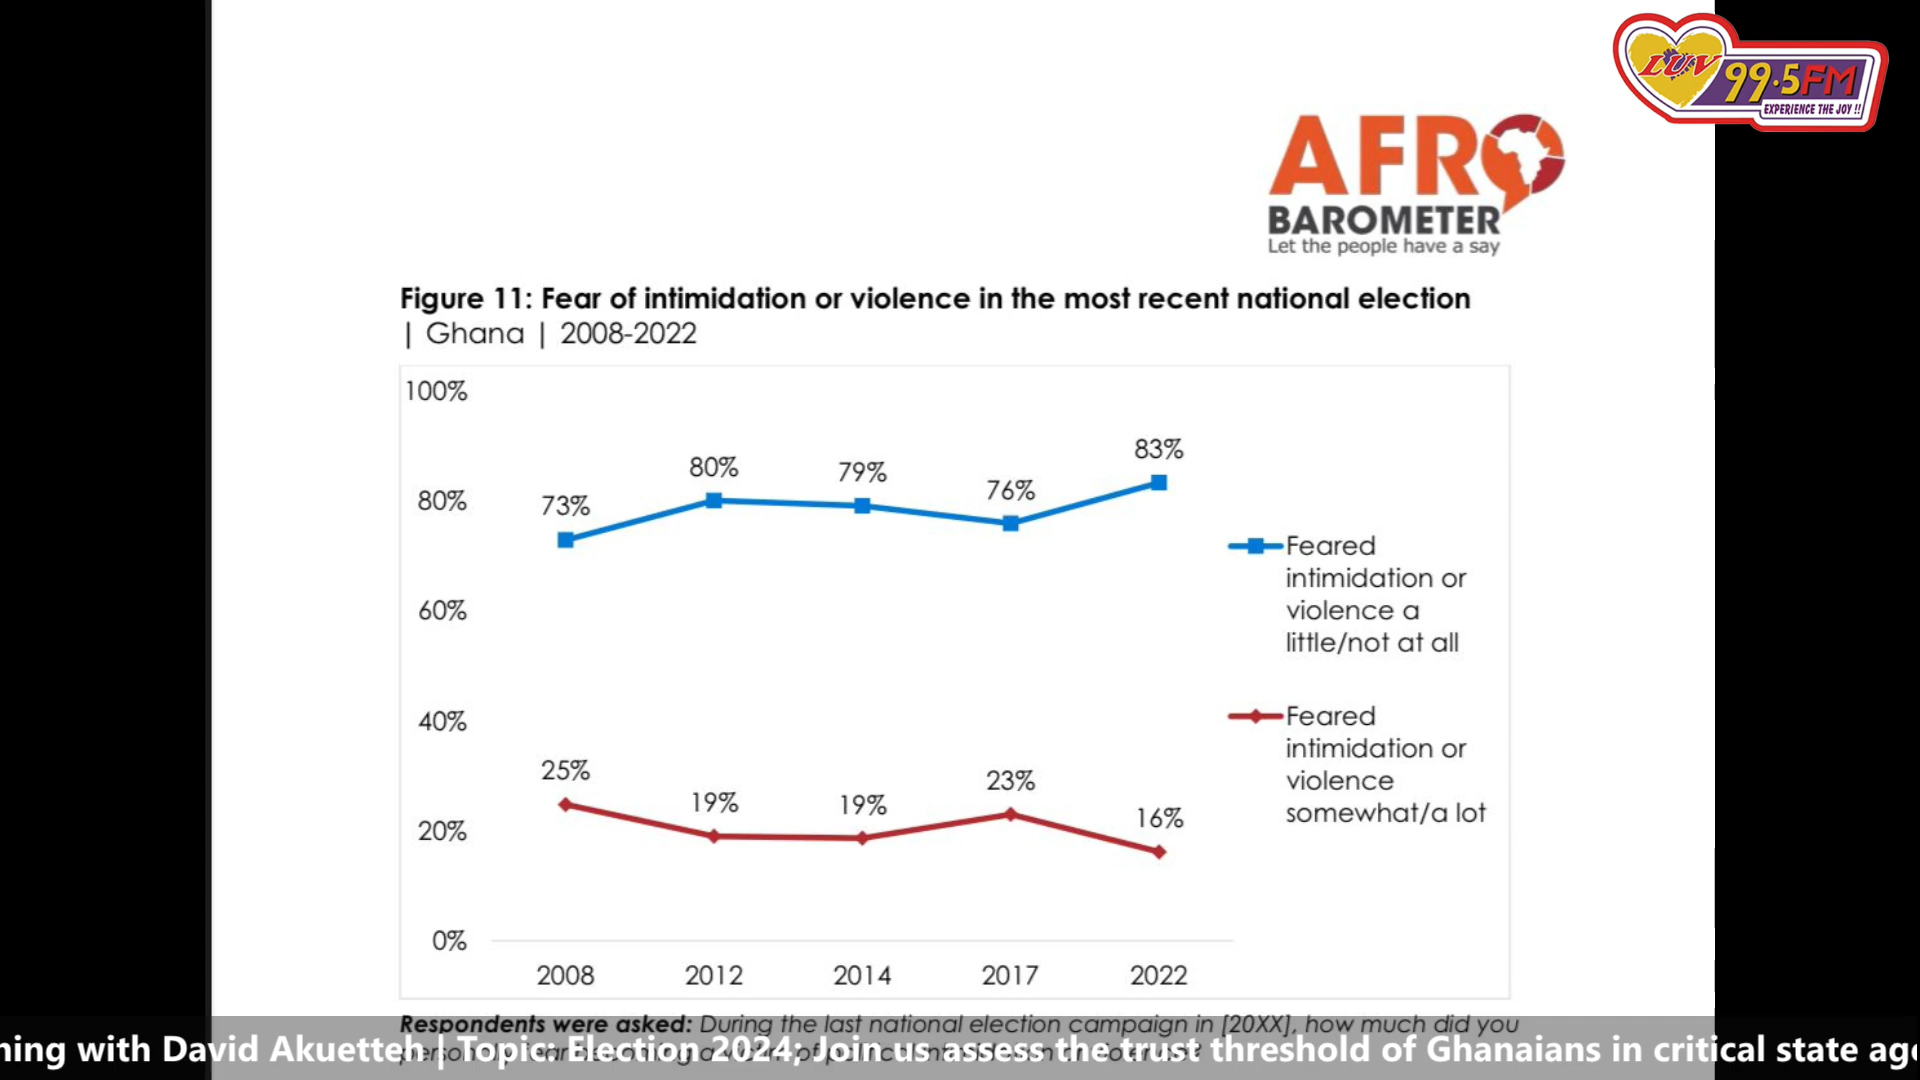 LUV 99.5FM
EXPERIENCE THE JOY !!
AFRO
BAROMETER
Let the people have a say
Figure 11: Fear of intimidation or violence in the most recent national election
| Ghana | 2008-2022
100%
80%
60%
40%
20%
0%
73%
80%
79%
76%
83%
25%
19%
19%
23%
16%
2008
2012
2014
2017
2022
Feared
intimidation or
violence a
little/not at all
Feared
intimidation or
violence
somewhat/a lot
Respondents were asked: During the last national election campaign in [20XX], how much did you
ning with David Akuetteh | Topic: Election 2024; Join us assess the trust threshold of Ghanaians in critical state age